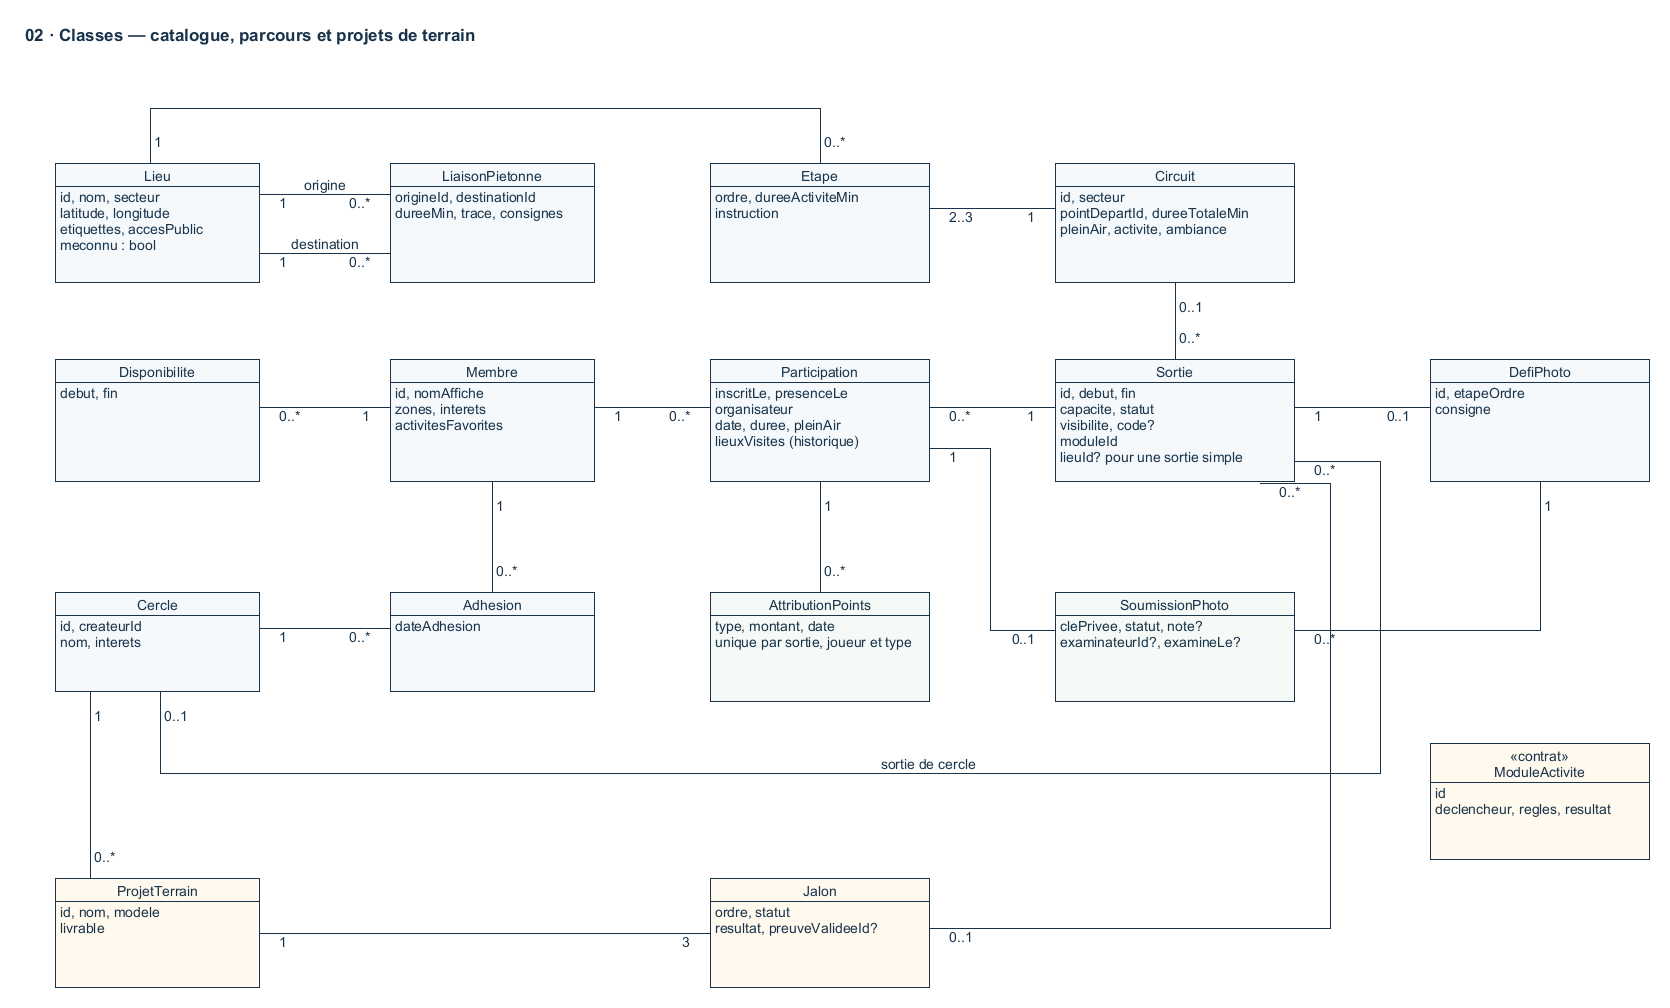 02 · Classes — catalogue, parcours et projets de terrain
1
0..*
Lieu
id, nom, secteur
latitude, longitude
etiquettes, accesPublic
meconnu : bool
origine
1
0..*
destination
1
0..*
LiaisonPietonne
origineId, destinationId
dureeMin, trace, consignes
Etape
ordre, dureeActiviteMin
instruction
2..3
1
Circuit
id, secteur
pointDepartId, dureeTotaleMin
pleinAir, activite, ambiance
0..1
0..*
Disponibilite
debut, fin
0..*
1
Membre
id, nomAffiche
zones, interets
activitesFavorites
1
0..*
Participation
inscritLe, presenceLe
organisateur
date, duree, pleinAir
lieuxVisites (historique)
0..*
1
1
Sortie
id, debut, fin
capacite, statut
visibilite, code?
moduleId
lieuId? pour une sortie simple
1
0..1
0..*
0..*
DefiPhoto
id, etapeOrdre
consigne
1
0..*
1
0..*
1
Cercle
id, createurId
nom, interets
1
0..*
Adhesion
dateAdhesion
AttributionPoints
type, montant, date
unique par sortie, joueur et type
0..1
SoumissionPhoto
clePrivee, statut, note?
examinateurId?, examineLe?
0..*
1
0..1
sortie de cercle
«contrat»
ModuleActivite
id
declencheur, regles, resultat
0..*
ProjetTerrain
id, nom, modele
livrable
1
3
Jalon
ordre, statut
resultat, preuveValideeId?
0..1